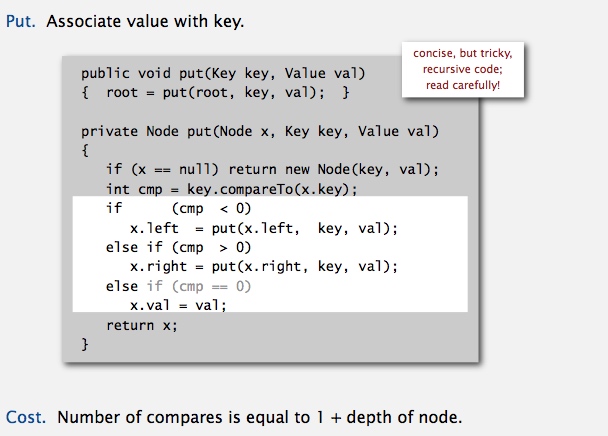 Put. Associate value with key.
concise, but tricky,
recursive code;
read carefully!
public void put(Key key, Value val)
{ root = put(root, key, val); }
private Node put(Node x, Key key, Value val)
{
if (x == null) return new Node(key, val);
int cmp = key.compareTo(x.key);
if (cmp < 0)
x.left = put(x.left, key, val);
else if (cmp > 0)
x.right = put(x.right, key, val);
else if (cmp == 0)
x.val = val;
return x;
}
Cost. Number of compares is equal to 1 + depth of node.